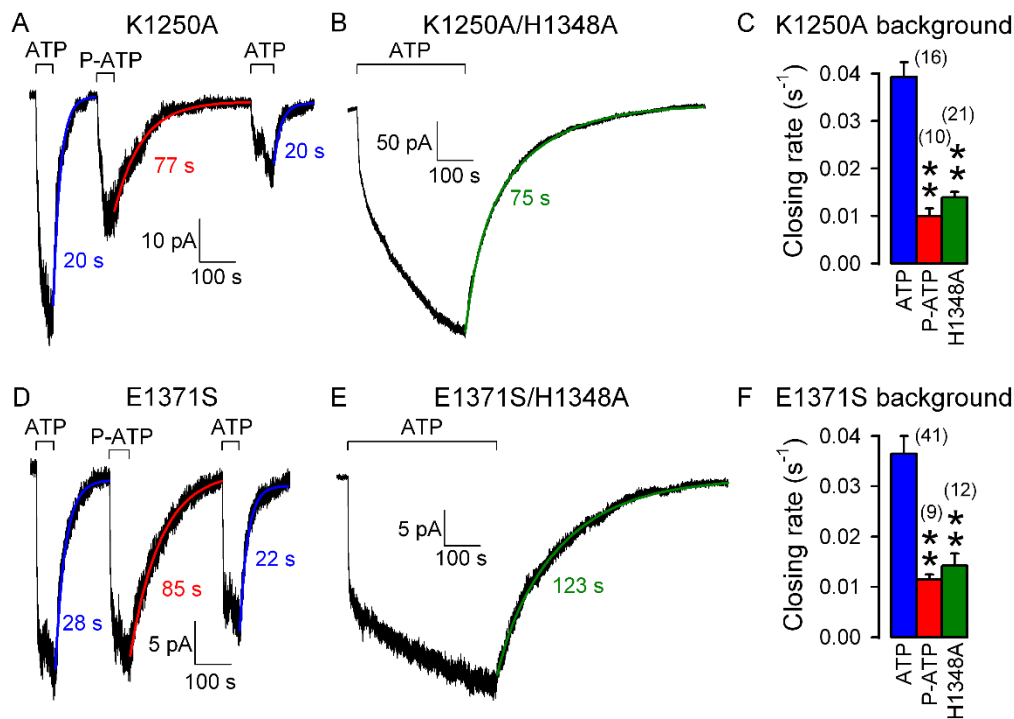 A K1250A
ATP
P-ATP
ATP
20 s
77 s
20 s
10 pA
100 s
B K1250A/H1348A
ATP
50 pA
100 s
75 s
C K1250A background
Closing rate (s⁻¹)
0.04
0.03
0.02
0.01
0.00
(16)
(10)
(21)
**
**
ATP
P-ATP
H1348A
D E1371S
ATP
P-ATP
ATP
28 s
85 s
22 s
5 pA
100 s
E E1371S/H1348A
ATP
5 pA
100 s
123 s
F E1371S background
Closing rate (s⁻¹)
0.04
0.03
0.02
0.01
0.00
(41)
(9)
(12)
**
**
ATP
P-ATP
H1348A